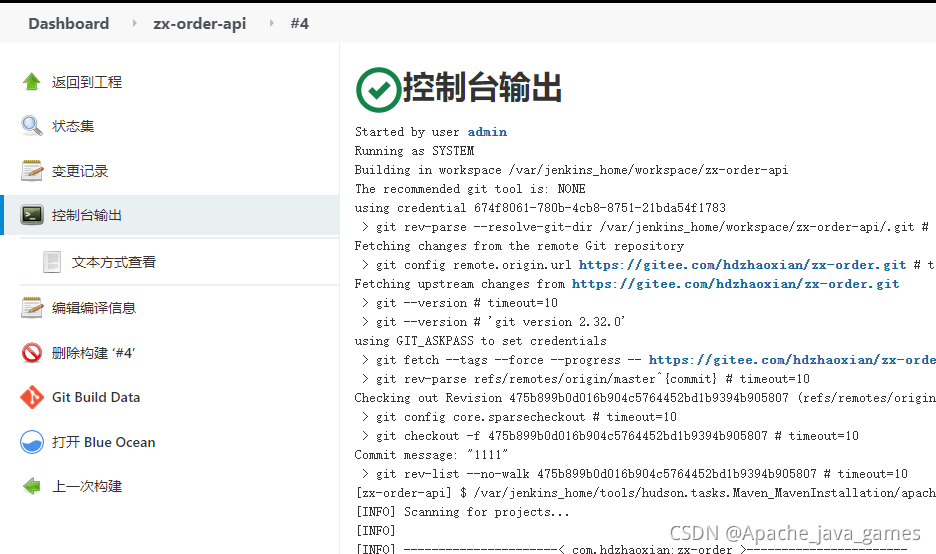 Dashboard zx-order-api #4
返回到工程
状态集
变更记录
控制台输出
文本方式查看
编辑编译信息
删除构建 ‘#4’
Git Build Data
打开 Blue Ocean
上一次构建
控制台输出
Started by user admin
Running as SYSTEM
Building in workspace /var/jenkins_home/workspace/zx-order-api
The recommended git tool is: NONE
using credential 674f8061-780b-4cb8-8751-21bda54f1783
> git rev-parse --resolve-git-dir /var/jenkins_home/workspace/zx-order-api/.git #
Fetching changes from the remote Git repository
> git config remote.origin.url https://gitee.com/hdzhaoxian/zx-order.git # t
Fetching upstream changes from https://gitee.com/hdzhaoxian/zx-order.git
> git --version # timeout=10
> git --version # 'git version 2.32.0'
using GIT_ASKPASS to set credentials
> git fetch --tags --force --progress -- https://gitee.com/hdzhaoxian/zx-orde
> git rev-parse refs/remotes/origin/master^{commit} # timeout=10
Checking out Revision 475b899b0d016b904c5764452bd1b9394b905807 (refs/remotes/origin
> git config core.sparsecheckout # timeout=10
> git checkout -f 475b899b0d016b904c5764452bd1b9394b905807 # timeout=10
Commit message: "1111"
> git rev-list --no-walk 475b899b0d016b904c5764452bd1b9394b905807 # timeout=10
[zx-order-api] $ /var/jenkins_home/tools/hudson.tasks.Maven_MavenInstallation/apach
[INFO] Scanning for projects...
[INFO]
[INFO] ----------------------< com.hdzhaoxian:zx-order >----------------------
CSDN @Apache_java_games